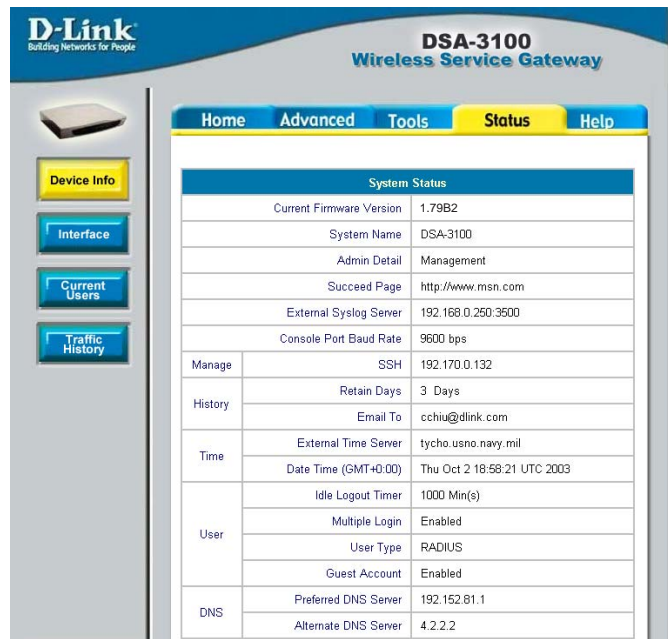 D-Link
Building Networks for People
DSA-3100
Wireless Service Gateway
Home Advanced Tools Status Help
Device Info
Interface
Current Users
Traffic History
System Status
Current Firmware Version 1.79B2
System Name DSA-3100
Admin Detail Management
Succeed Page http://www.msn.com
External Syslog Server 192.168.0.250:3500
Console Port Baud Rate 9600 bps
Manage SSH 192.170.0.132
History
Retain Days 3 Days
Email To cchiu@dlink.com
Time
External Time Server tycho.usno.navy.mil
Date Time (GMT+0:00) Thu Oct 2 18:58:21 UTC 2003
User
Idle Logout Timer 1000 Min(s)
Multiple Login Enabled
User Type RADIUS
Guest Account Enabled
DNS
Preferred DNS Server 192.152.81.1
Alternate DNS Server 4.2.2.2